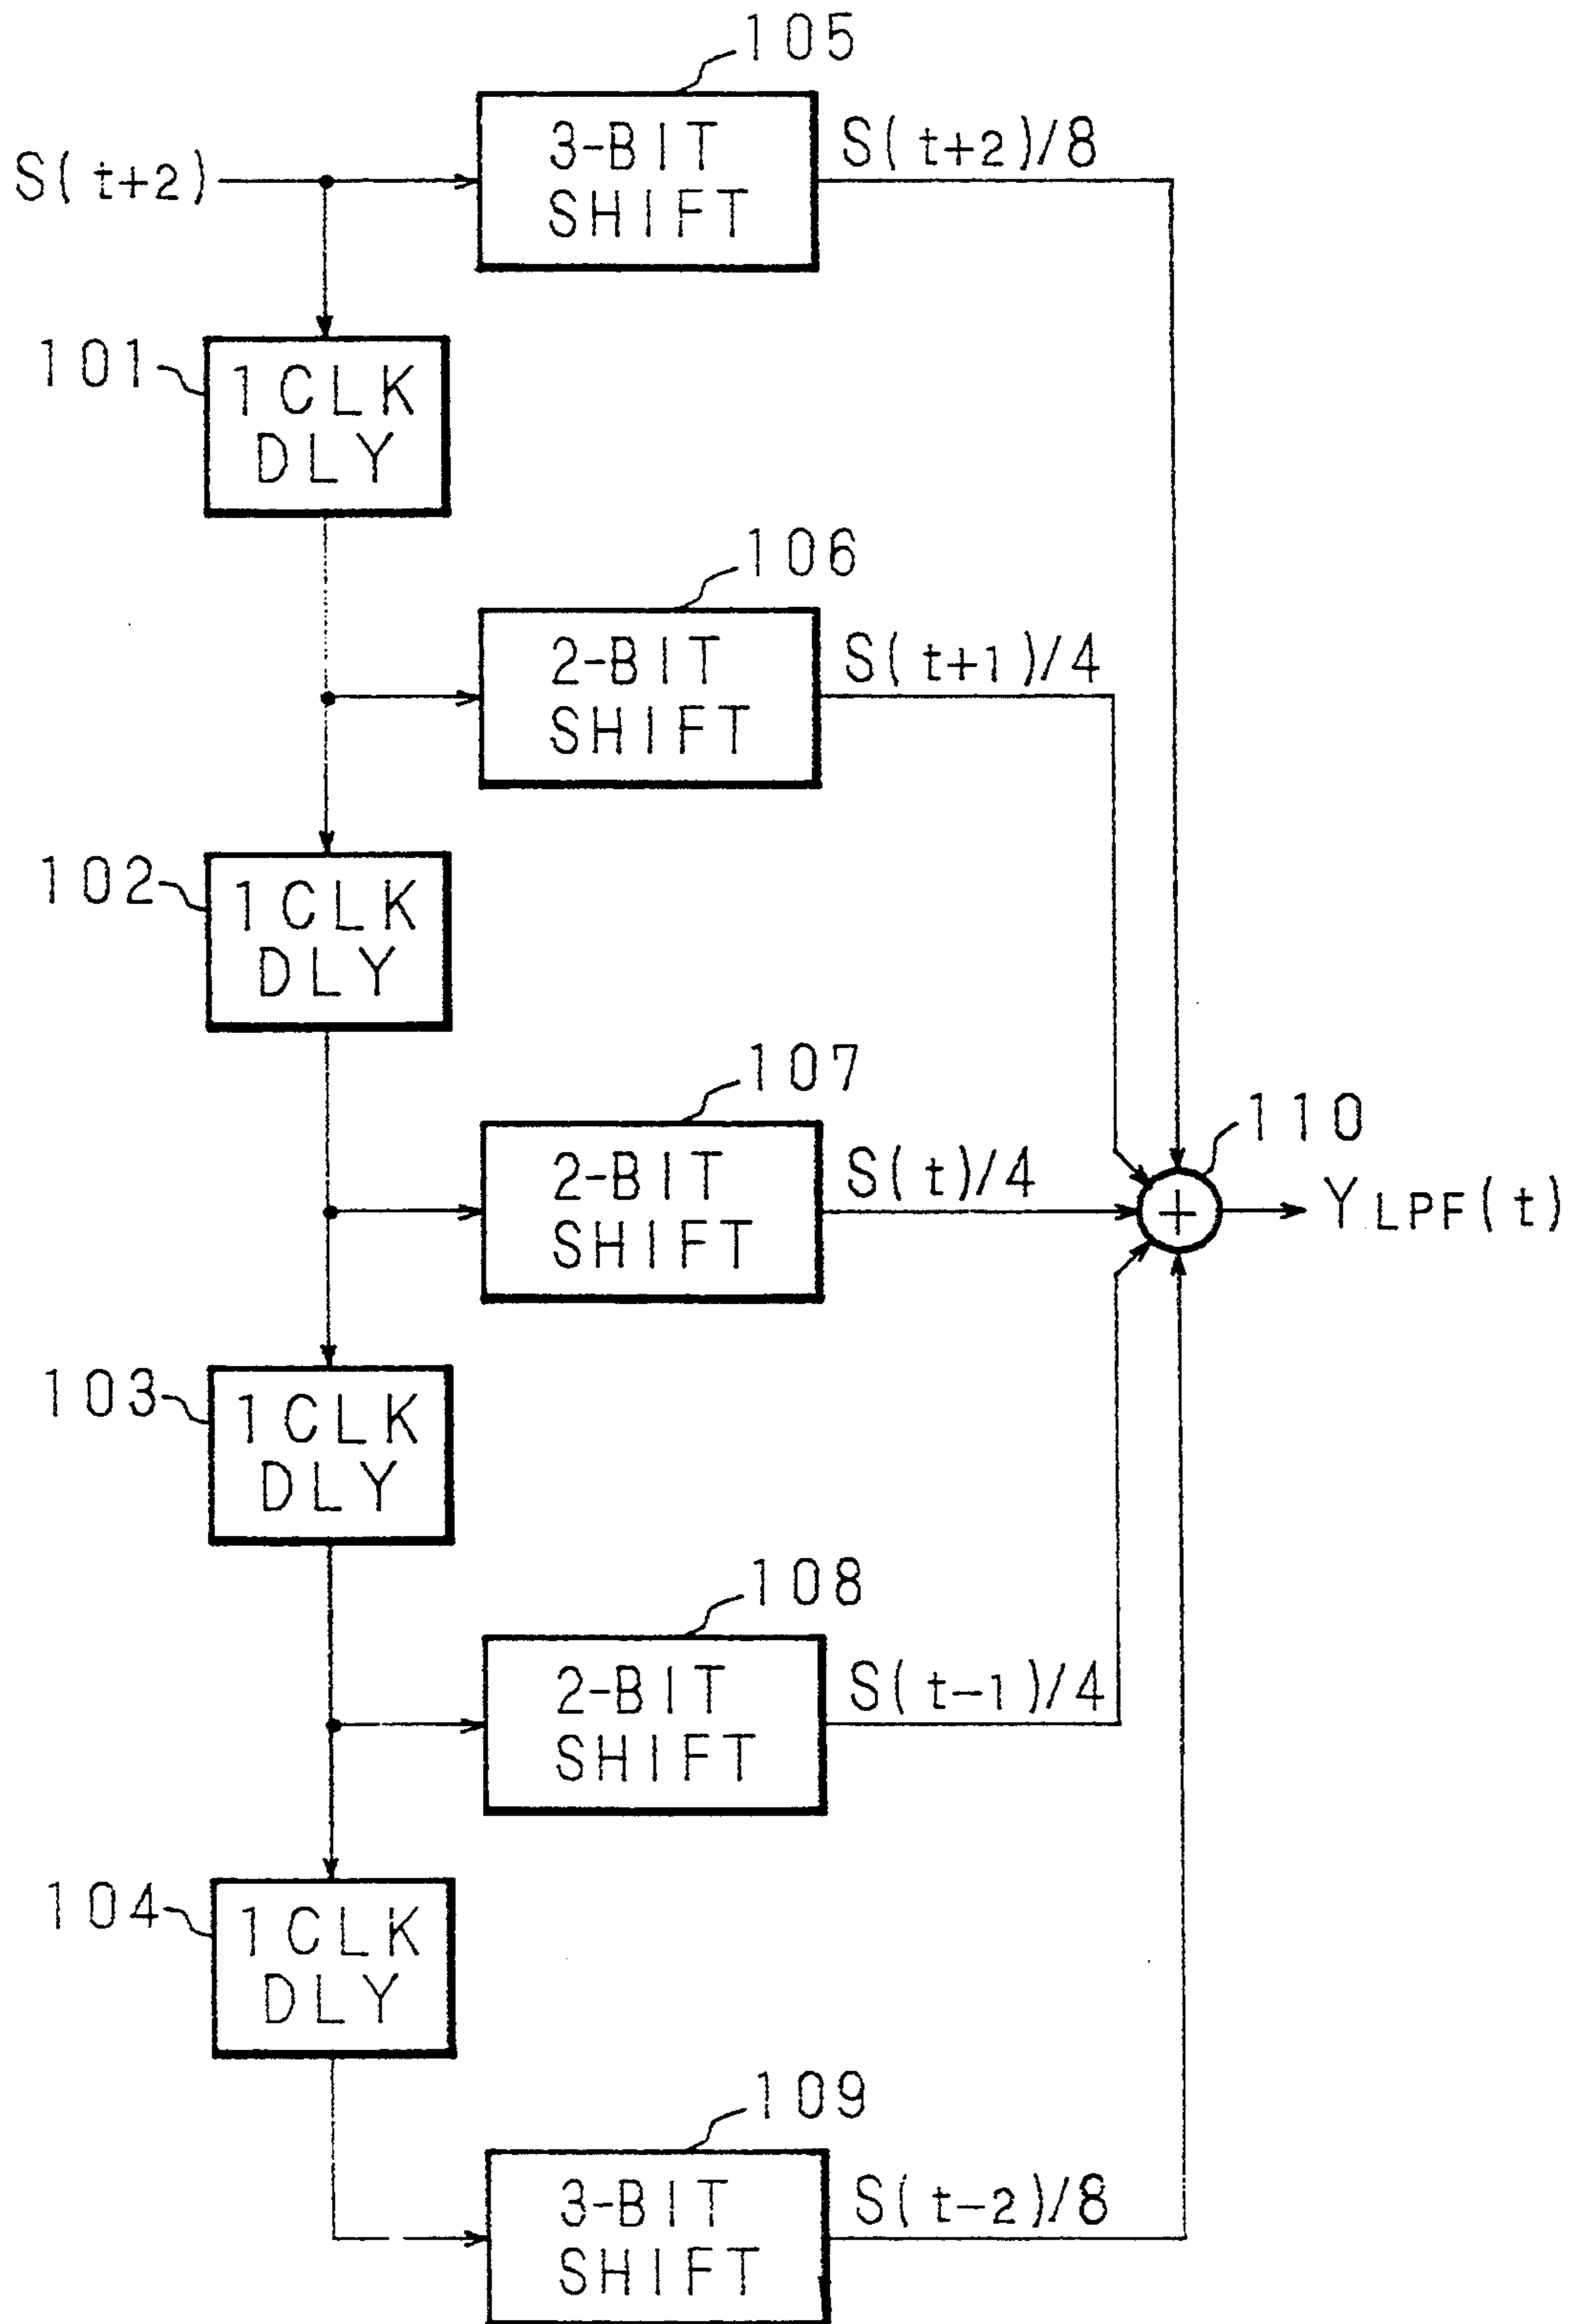 105
3-BIT
SHIFT
S(t+2)/8
S(t+2)
101
1CLK
DLY
106
2-BIT
SHIFT
S(t+1)/4
102
1CLK
DLY
107
2-BIT
SHIFT
S(t)/4
110
+
YLPF(t)
103
1CLK
DLY
108
2-BIT
SHIFT
S(t-1)/4
104
1CLK
DLY
109
3-BIT
SHIFT
S(t-2)/8